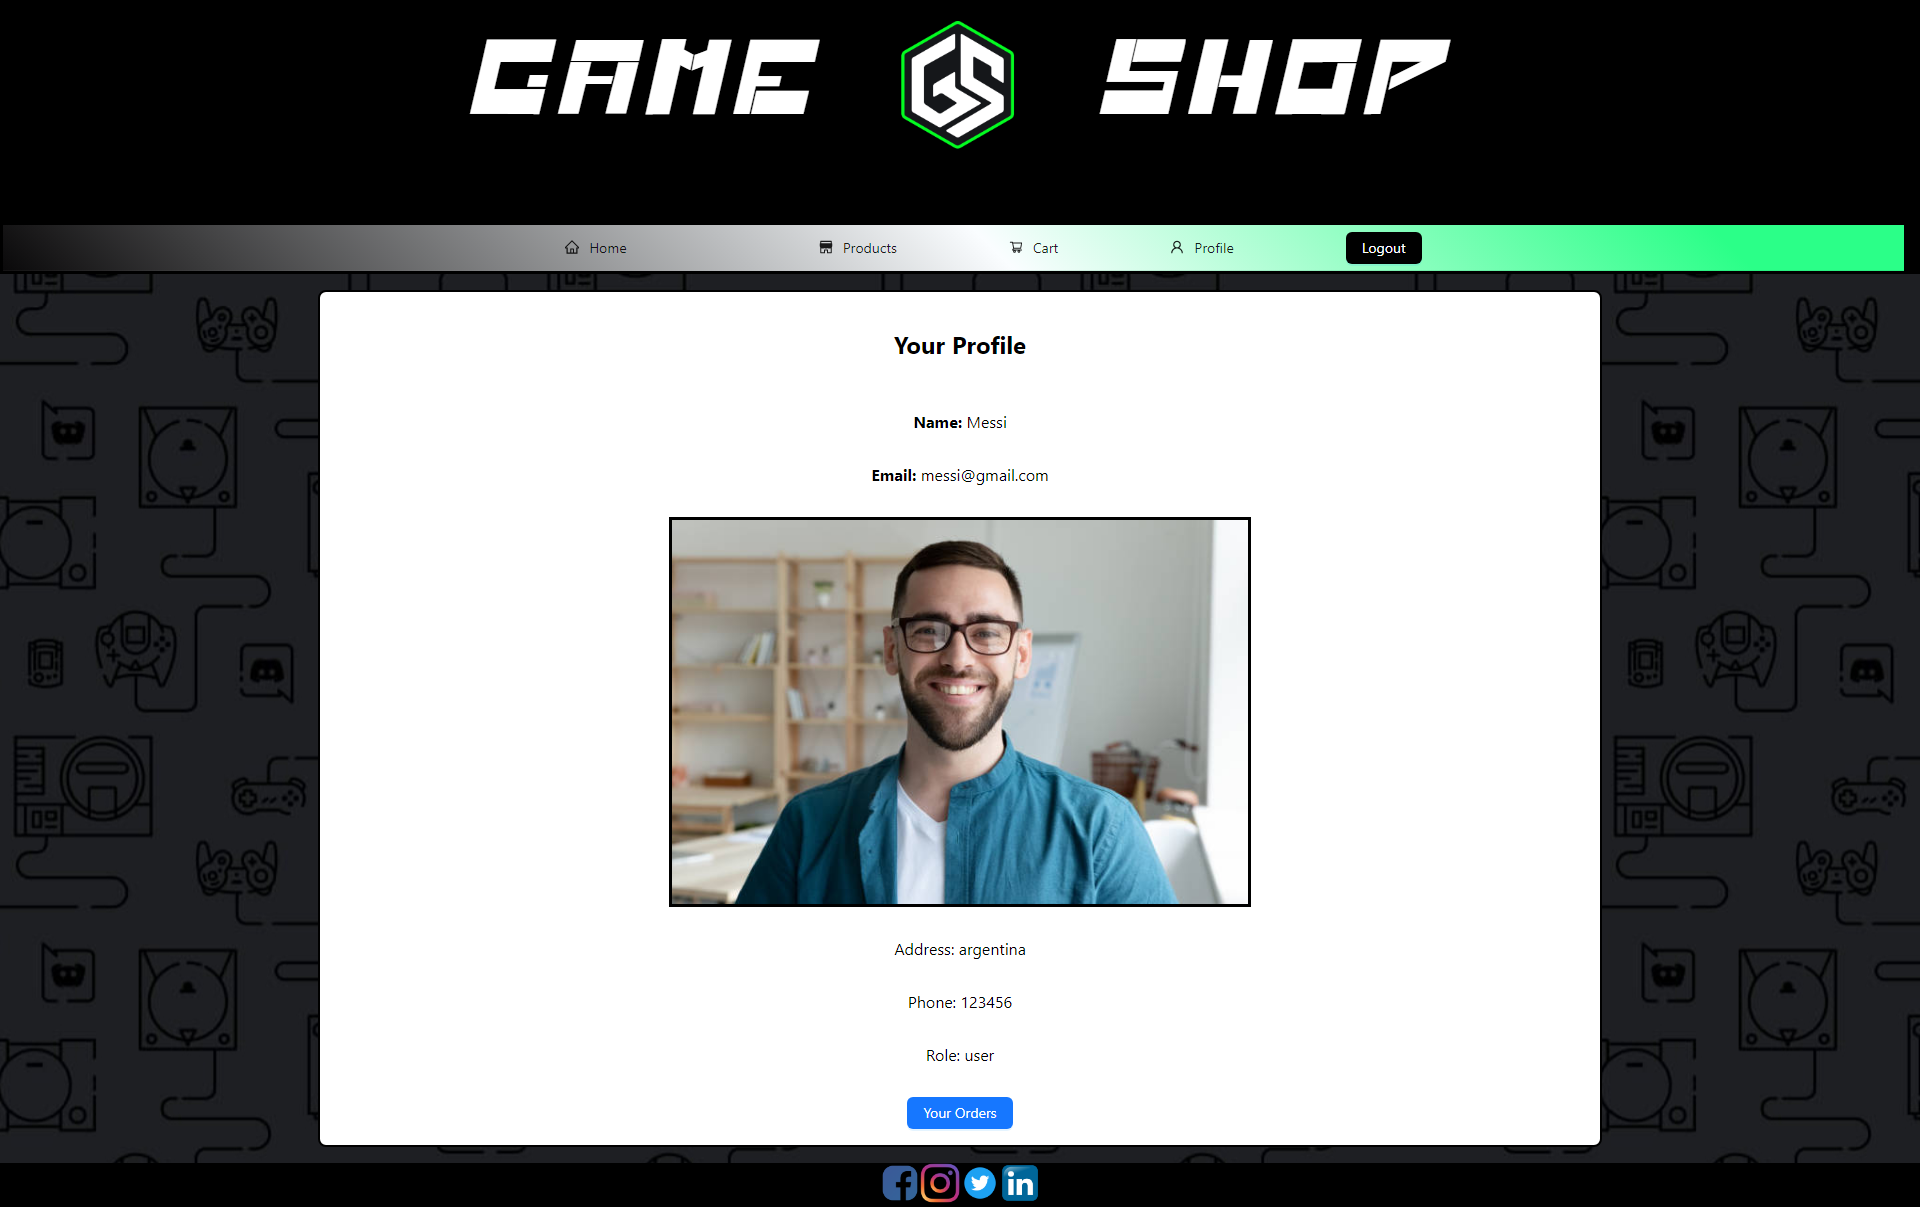 GAME GS SHOP
Home Products Cart Profile Logout
Your Profile
Name: Messi
Email: messi@gmail.com
Address: argentina
Phone: 123456
Role: user
Your Orders
f in